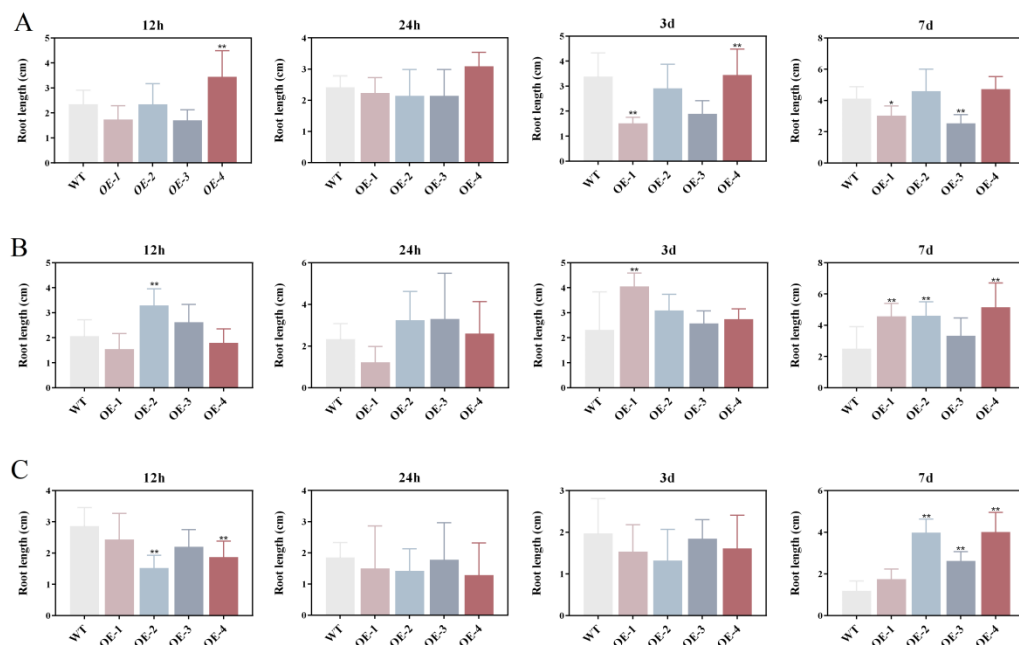 A
12h 24h 3d 7d
Root length (cm) Root length (cm) Root length (cm) Root length (cm)
5 4 5 8
4 3 4 6
3 2 3 4
2 1 2 2
1 0 1 0
0 0
** ** ** * **
WT OE-1 OE-2 OE-3 OE-4 WT OE-1 OE-2 OE-3 OE-4 WT OE-1 OE-2 OE-3 OE-4 WT OE-1 OE-2 OE-3 OE-4
B
12h 24h 3d 7d
Root length (cm) Root length (cm) Root length (cm) Root length (cm)
5 6 5 8
4 4 4 6
3 2 3 4
2 0 2 2
1 1 0
0 0
** ** ** ** **
WT OE-1 OE-2 OE-3 OE-4 WT OE-1 OE-2 OE-3 OE-4 WT OE-1 OE-2 OE-3 OE-4 WT OE-1 OE-2 OE-3 OE-4
C
12h 24h 3d 7d
Root length (cm) Root length (cm) Root length (cm) Root length (cm)
4 4 3 6
3 3 2 4
2 2 1 2
1 1 0 0
0 0
** ** ** ** **
WT OE-1 OE-2 OE-3 OE-4 WT OE-1 OE-2 OE-3 OE-4 WT OE-1 OE-2 OE-3 OE-4 WT OE-1 OE-2 OE-3 OE-4